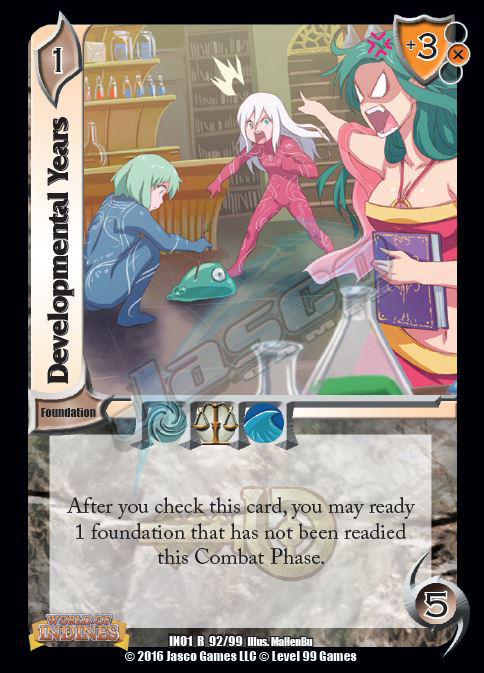 1
+3
Developmental Years
Foundation
After you check this card, you may ready
1 foundation that has not been readied
this Combat Phase.
5
WORLD OF
INDINES
IN01 R 92/99 Illus. MaHenBu
© 2016 Jasco Games LLC © Level 99 Games
Jasco